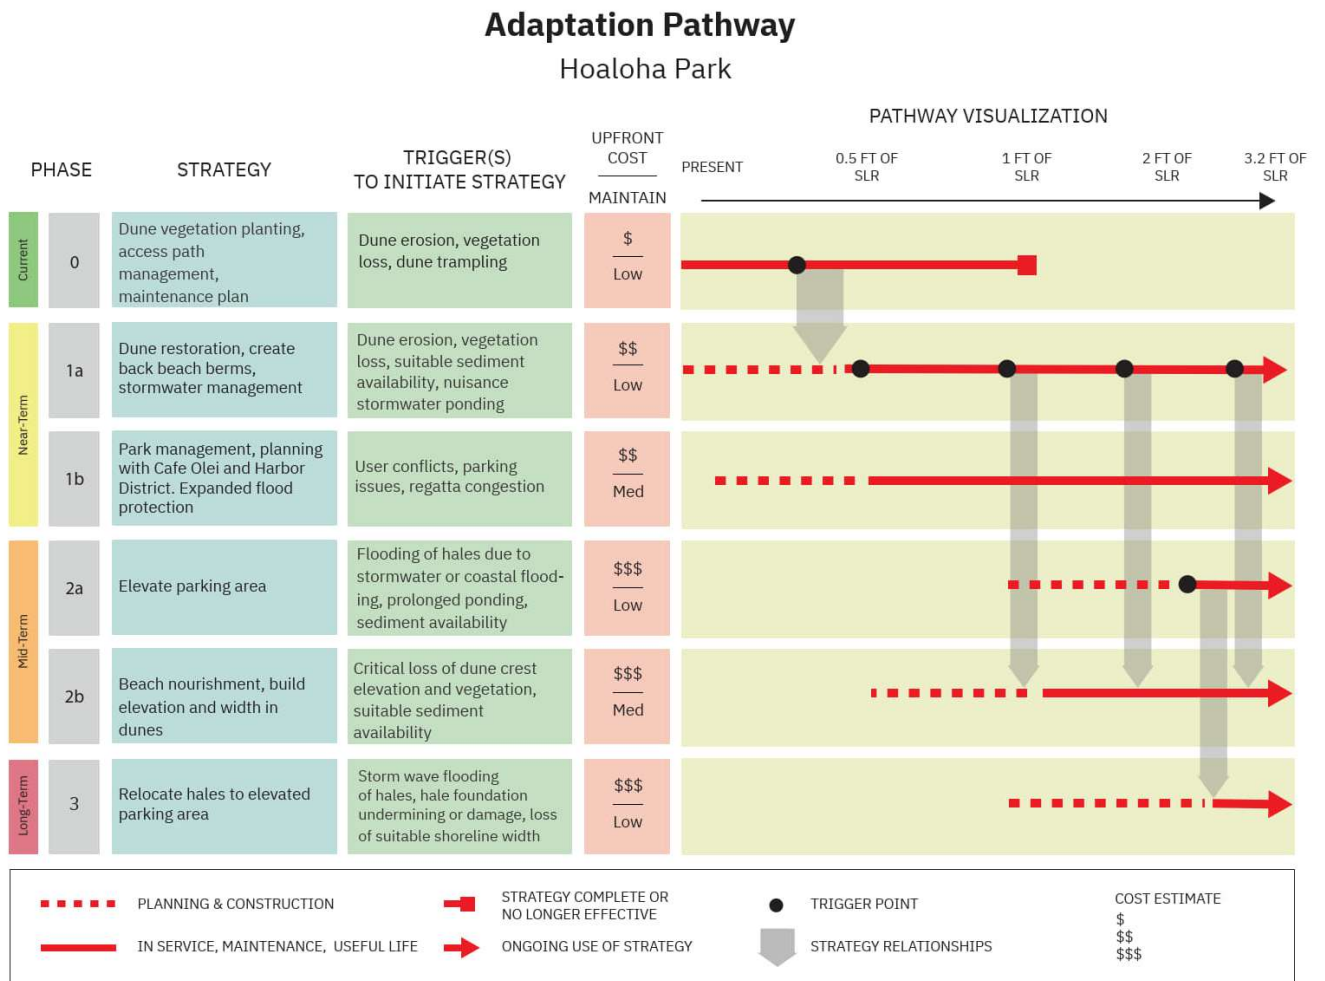 Adaptation Pathway
Hoaloha Park
PATHWAY VISUALIZATION
PHASE
STRATEGY
TRIGGER(S)
TO INITIATE STRATEGY
UPFRONT
COST
MAINTAIN
PRESENT
0.5 FT OF
SLR
1 FT OF
SLR
2 FT OF
SLR
3.2 FT OF
SLR
Current
0
Dune vegetation planting,
access path
management,
maintenance plan
Dune erosion, vegetation
loss, dune trampling
$
Low
Near-Term
1a
Dune restoration, create
back beach berms,
stormwater management
Dune erosion, vegetation
loss, suitable sediment
availability, nuisance
stormwater ponding
$$
Low
1b
Park management, planning
with Cafe Olei and Harbor
District. Expanded flood
protection
User conflicts, parking
issues, regatta congestion
$$
Med
Mid-Term
2a
Elevate parking area
Flooding of hales due to
stormwater or coastal flood-
ing, prolonged ponding,
sediment availability
$$$
Low
2b
Beach nourishment, build
elevation and width in
dunes
Critical loss of dune crest
elevation and vegetation,
suitable sediment
availability
$$$
Med
Long-Term
3
Relocate hales to elevated
parking area
Storm wave flooding
of hales, hale foundation
undermining or damage, loss
of suitable shoreline width
$$$
Low
PLANNING & CONSTRUCTION
IN SERVICE, MAINTENANCE, USEFUL LIFE
STRATEGY COMPLETE OR
NO LONGER EFFECTIVE
ONGOING USE OF STRATEGY
TRIGGER POINT
STRATEGY RELATIONSHIPS
COST ESTIMATE
$
$$
$$$